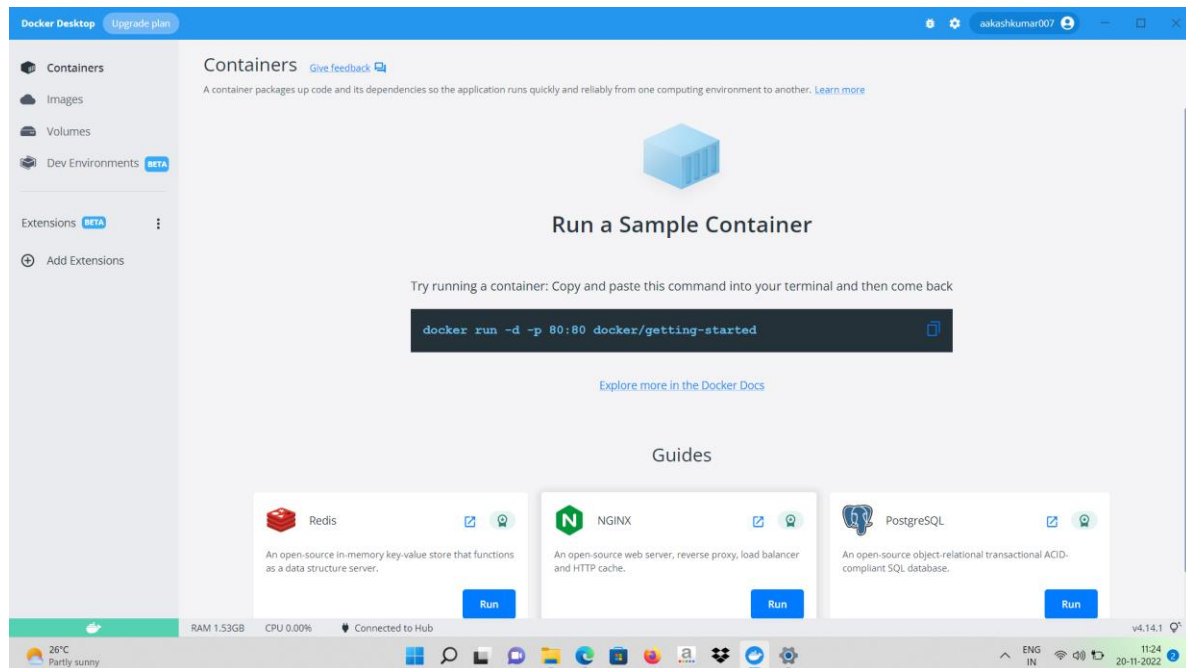 Docker Desktop Upgrade plan aakashkumar007
Containers
Images
Volumes
Dev Environments BETA
Extensions BETA
Add Extensions
Containers Give feedback
A container packages up code and its dependencies so the application runs quickly and reliably from one computing environment to another. Learn more
Run a Sample Container
Try running a container: Copy and paste this command into your terminal and then come back
docker run -d -p 80:80 docker/getting-started
Explore more in the Docker Docs
Guides
Redis
An open-source in-memory key-value store that functions
as a data structure server.
Run
N
NGINX
An open-source web server, reverse proxy, load balancer
and HTTP cache.
Run
PostgreSQL
An open-source object-relational transactional ACID-
compliant SQL database.
Run
RAM 1.53GB CPU 0.00% Connected to Hub v4.14.1
26°C
Partly sunny
a
ENG
IN
11:24
20-11-2022
2